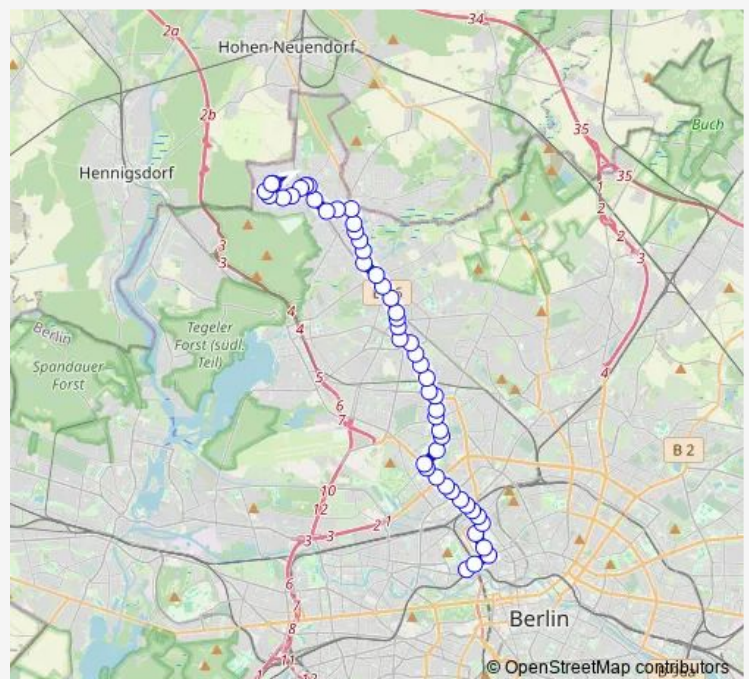 34
2a
Hohen Neuendorf
2b
35
Buch
Hennigsdorf
1
35
2
2
3
3
3
4
4
Berlin
Tegeler
Forst (südl.
Teil)
Spandauer
Forst
5
4
6
7
B 2
10
12
2 1
3 3
6
7
8
Berlin
11
© OpenStreetMap contributors